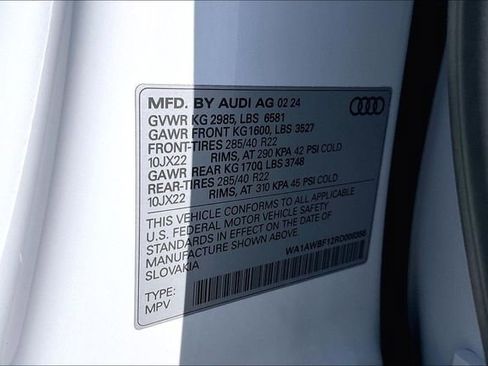 MFD. BY AUDI AG 02 24
GVWR KG 2985, LBS 6581
GAWR FRONT KG1600, LBS 3527
FRONT-TIRES 285/40 R22
10JX22 RIMS, AT 290 KPA 42 PSI COLD
GAWR REAR KG 1700, LBS 3748
REAR-TIRES 285/40 R22
10JX22 RIMS, AT 310 KPA 45 PSI COLD
THIS VEHICLE CONFORMS TO ALL APPLICABLE
U.S. FEDERAL MOTOR VEHICLE SAFETY
STANDARDS IN EFFECT ON THE DATE OF
MANUFACTURE SHOWN ABOVE.
SLOVAKIA
TYPE:
MPV